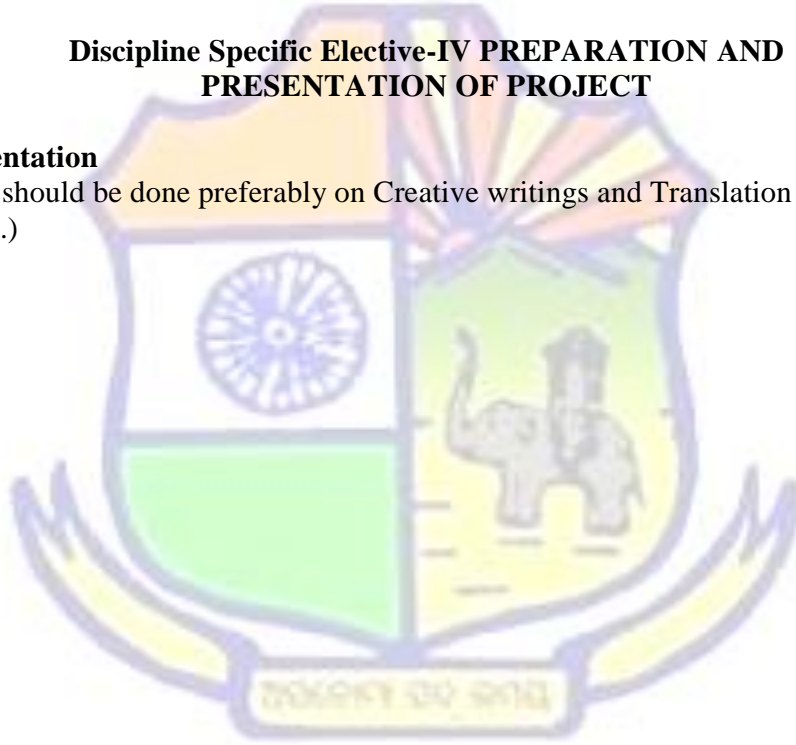 Discipline Specific Elective-IV PREPARATION AND
PRESENTATION OF PROJECT
entation
should be done preferably on Creative writings and Translation
.)